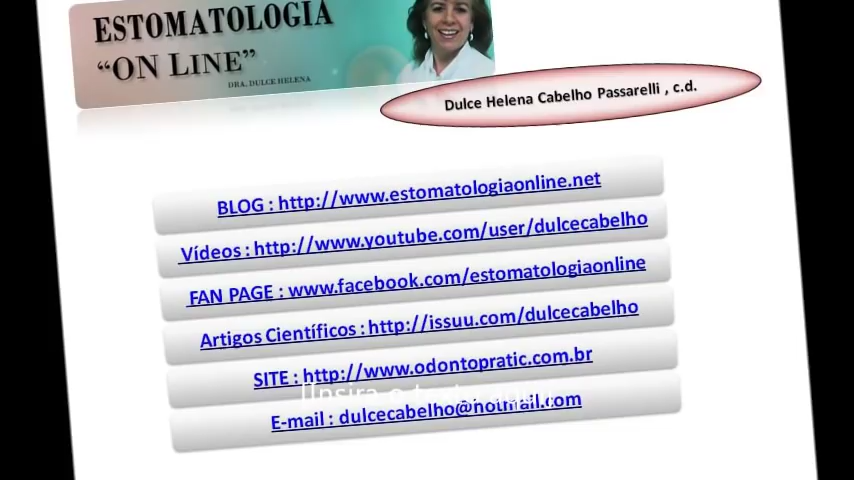 ESTOMATOLOGIA
“ON LINE”
DRA. DULCE HELENA
Dulce Helena Cabelho Passarelli , c.d.
BLOG : http://www.estomatologiaonline.net
Vídeos : http://www.youtube.com/user/dulcecabelho
FAN PAGE : www.facebook.com/estomatologiaonline
Artigos Científicos : http://issuu.com/dulcecabelho
SITE : http://www.odontopratic.com.br
E-mail : dulcecabelho@hotmail.com